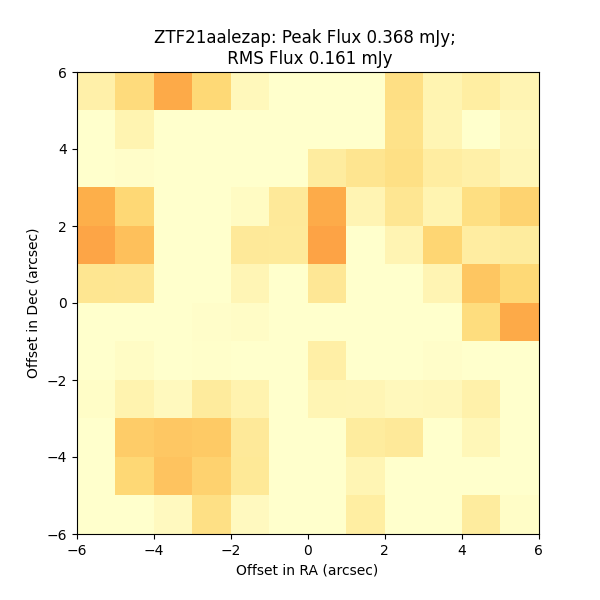 ZTF21aalezap: Peak Flux 0.368 mJy;
RMS Flux 0.161 mJy
6
4
2
0
−2
−4
−6
Offset in Dec (arcsec)
−6 −4 −2 0 2 4 6
Offset in RA (arcsec)